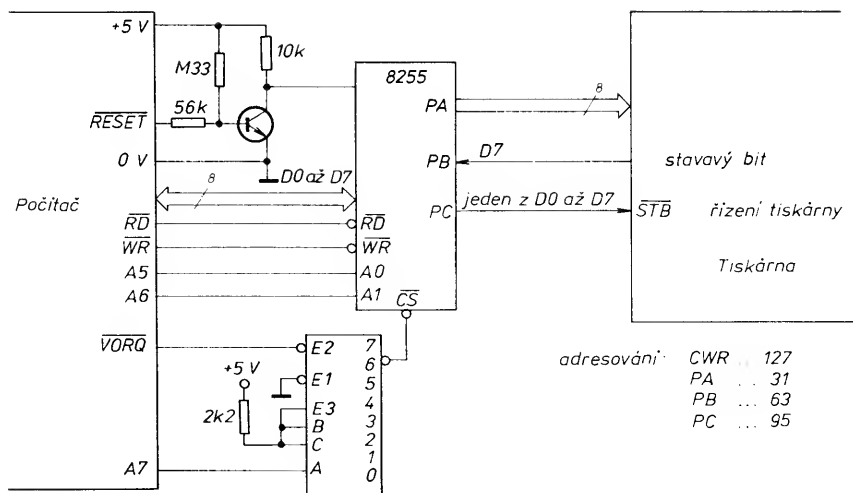 +5 V
M33
10k
RESET
56k
0 V
Počítač
8
D0 až D7
RD
WR
A5
A6
VORQ
A7
8255
PA
PB
PC
RD
WR
A0
A1
CS
8
D7
jeden z D0 až D7
stavavý bit
STB řízení tiskárny
Tiskárna
+5 V
2k2
E2
E1
E3
B
C
A
7
6
5
4
3
2
1
0
adresování: CWR .. 127
PA ... 31
PB ... 63
PC ... 95